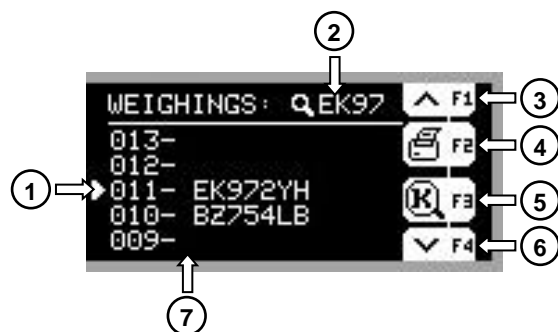 2
WEIGHINGS: EK97 F1 3
013-
F2 4
012-
1 011- EK972YH F3 5
010- BZ754LB
009- F4 6
7